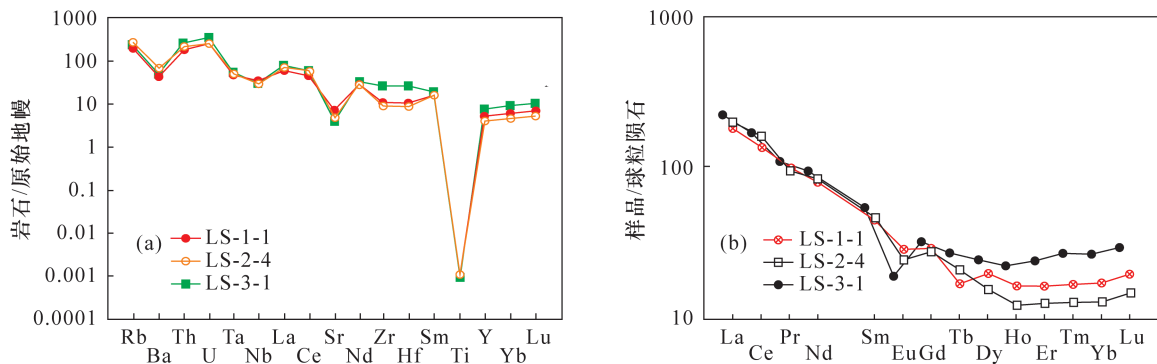 1000
100
10
1
0.1
0.01
0.001
0.0001
岩石/原始地幔
(a)
LS-1-1
LS-2-4
LS-3-1
Rb Th Ta La Sr Zr Sm Y Lu
Ba U Nb Ce Nd Hf Ti Yb
1000
100
10
样品/球粒陨石
(b)
LS-1-1
LS-2-4
LS-3-1
La Pr Sm Tb Ho Tm Lu
Ce Nd Eu Gd Dy Er Yb